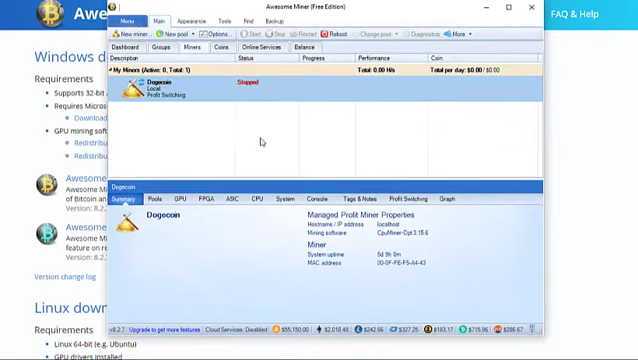 Awesome Miner (Free Edition)
Awesom
FAQ & Help
Menu Main Appearance Tools Find Backup
New miner... New pool Options... Start Stop Restart Reboot Change pool Diagnostics More
Dashboard Groups Miners Coins Online Services Balance
Description Status Progress Performance Coin
My Miners (Active: 0, Total: 1) Total: 0.00 H/s Total per day: $0.00 / $0.00
Dogecoin
Local
Profit Switching
Stopped
Windows d
Requirements
Supports 32-bit
Requires Micros
Download
GPU mining soft
Redistribu
Redistribu
Awesome
of Bitcoin an
Version: 8.2.
Awesome Mi
feature on re
Version: 8.2.
Version change log
Linux down
Requirements
Linux 64-bit (e.g. Ubuntu)
GPU drivers installed
Dogecoin
Summary Pools GPU FPGA ASIC CPU System Console Tags & Notes Profit Switching Graph
Dogecoin
Managed Profit Miner Properties
Hostname / IP address localhost
Mining software CpuMiner-Opt3.15.6
Miner
System uptime 5d 9h 0m
MAC address 00-0F-FE-F5-A4-43
v8.2.7 Upgrade to get more features Cloud Services: Disabled $55,150.00 $2,018.48 $242.66 $327.25 $183.17 $715.96 $286.67